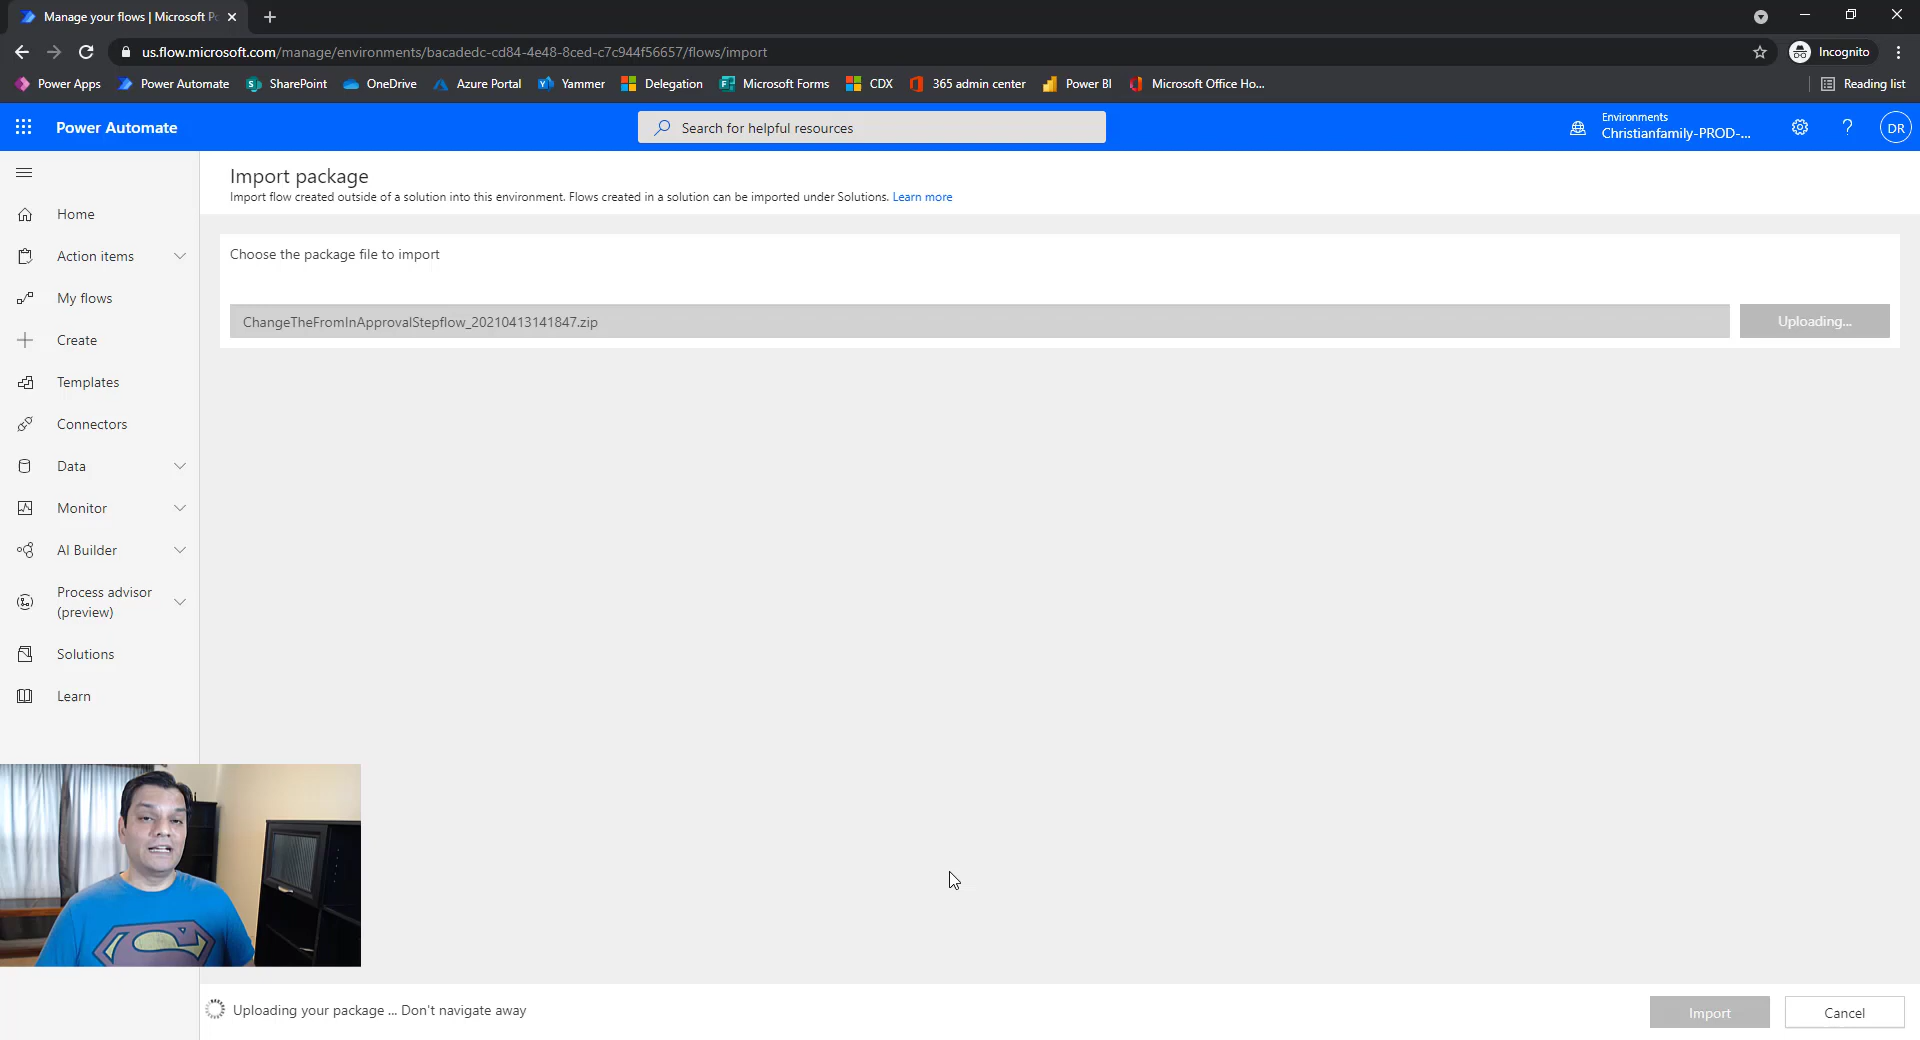 Manage your flows | Microsoft P
us.flow.microsoft.com/manage/environments/bacadedc-cd84-4e48-8ced-c7c944f56657/flows/import
Incognito
Power Apps
Power Automate
SharePoint
OneDrive
Azure Portal
Yammer
Delegation
Microsoft Forms
CDX
365 admin center
Power BI
Microsoft Office Ho...
Reading list
Power Automate
Search for helpful resources
Environments
Christianfamily-PROD-...
?
DR
Import package
Import flow created outside of a solution into this environment. Flows created in a solution can be imported under Solutions. Learn more
Home
Action items
My flows
Create
Templates
Connectors
Data
Monitor
AI Builder
Process advisor
(preview)
Solutions
Learn
Choose the package file to import
ChangeTheFromInApprovalStepflow_20210413141847.zip
Uploading...
Uploading your package ... Don't navigate away
Import
Cancel